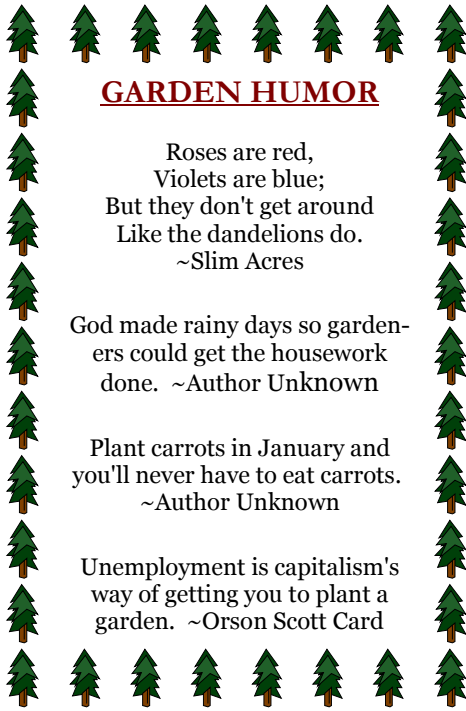 GARDEN HUMOR
Roses are red,
Violets are blue;
But they don't get around
Like the dandelions do.
~Slim Acres
God made rainy days so garden-
ers could get the housework
done.  ~Author Unknown
Plant carrots in January and
you'll never have to eat carrots.
~Author Unknown
Unemployment is capitalism's
way of getting you to plant a
garden.  ~Orson Scott Card